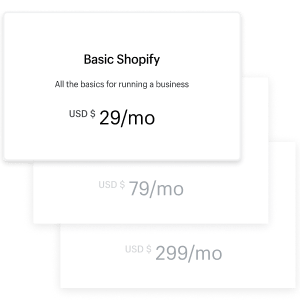 Basic Shopify
All the basics for running a business
USD $ 29/mo
USD $ 79/mo
USD $ 299/mo